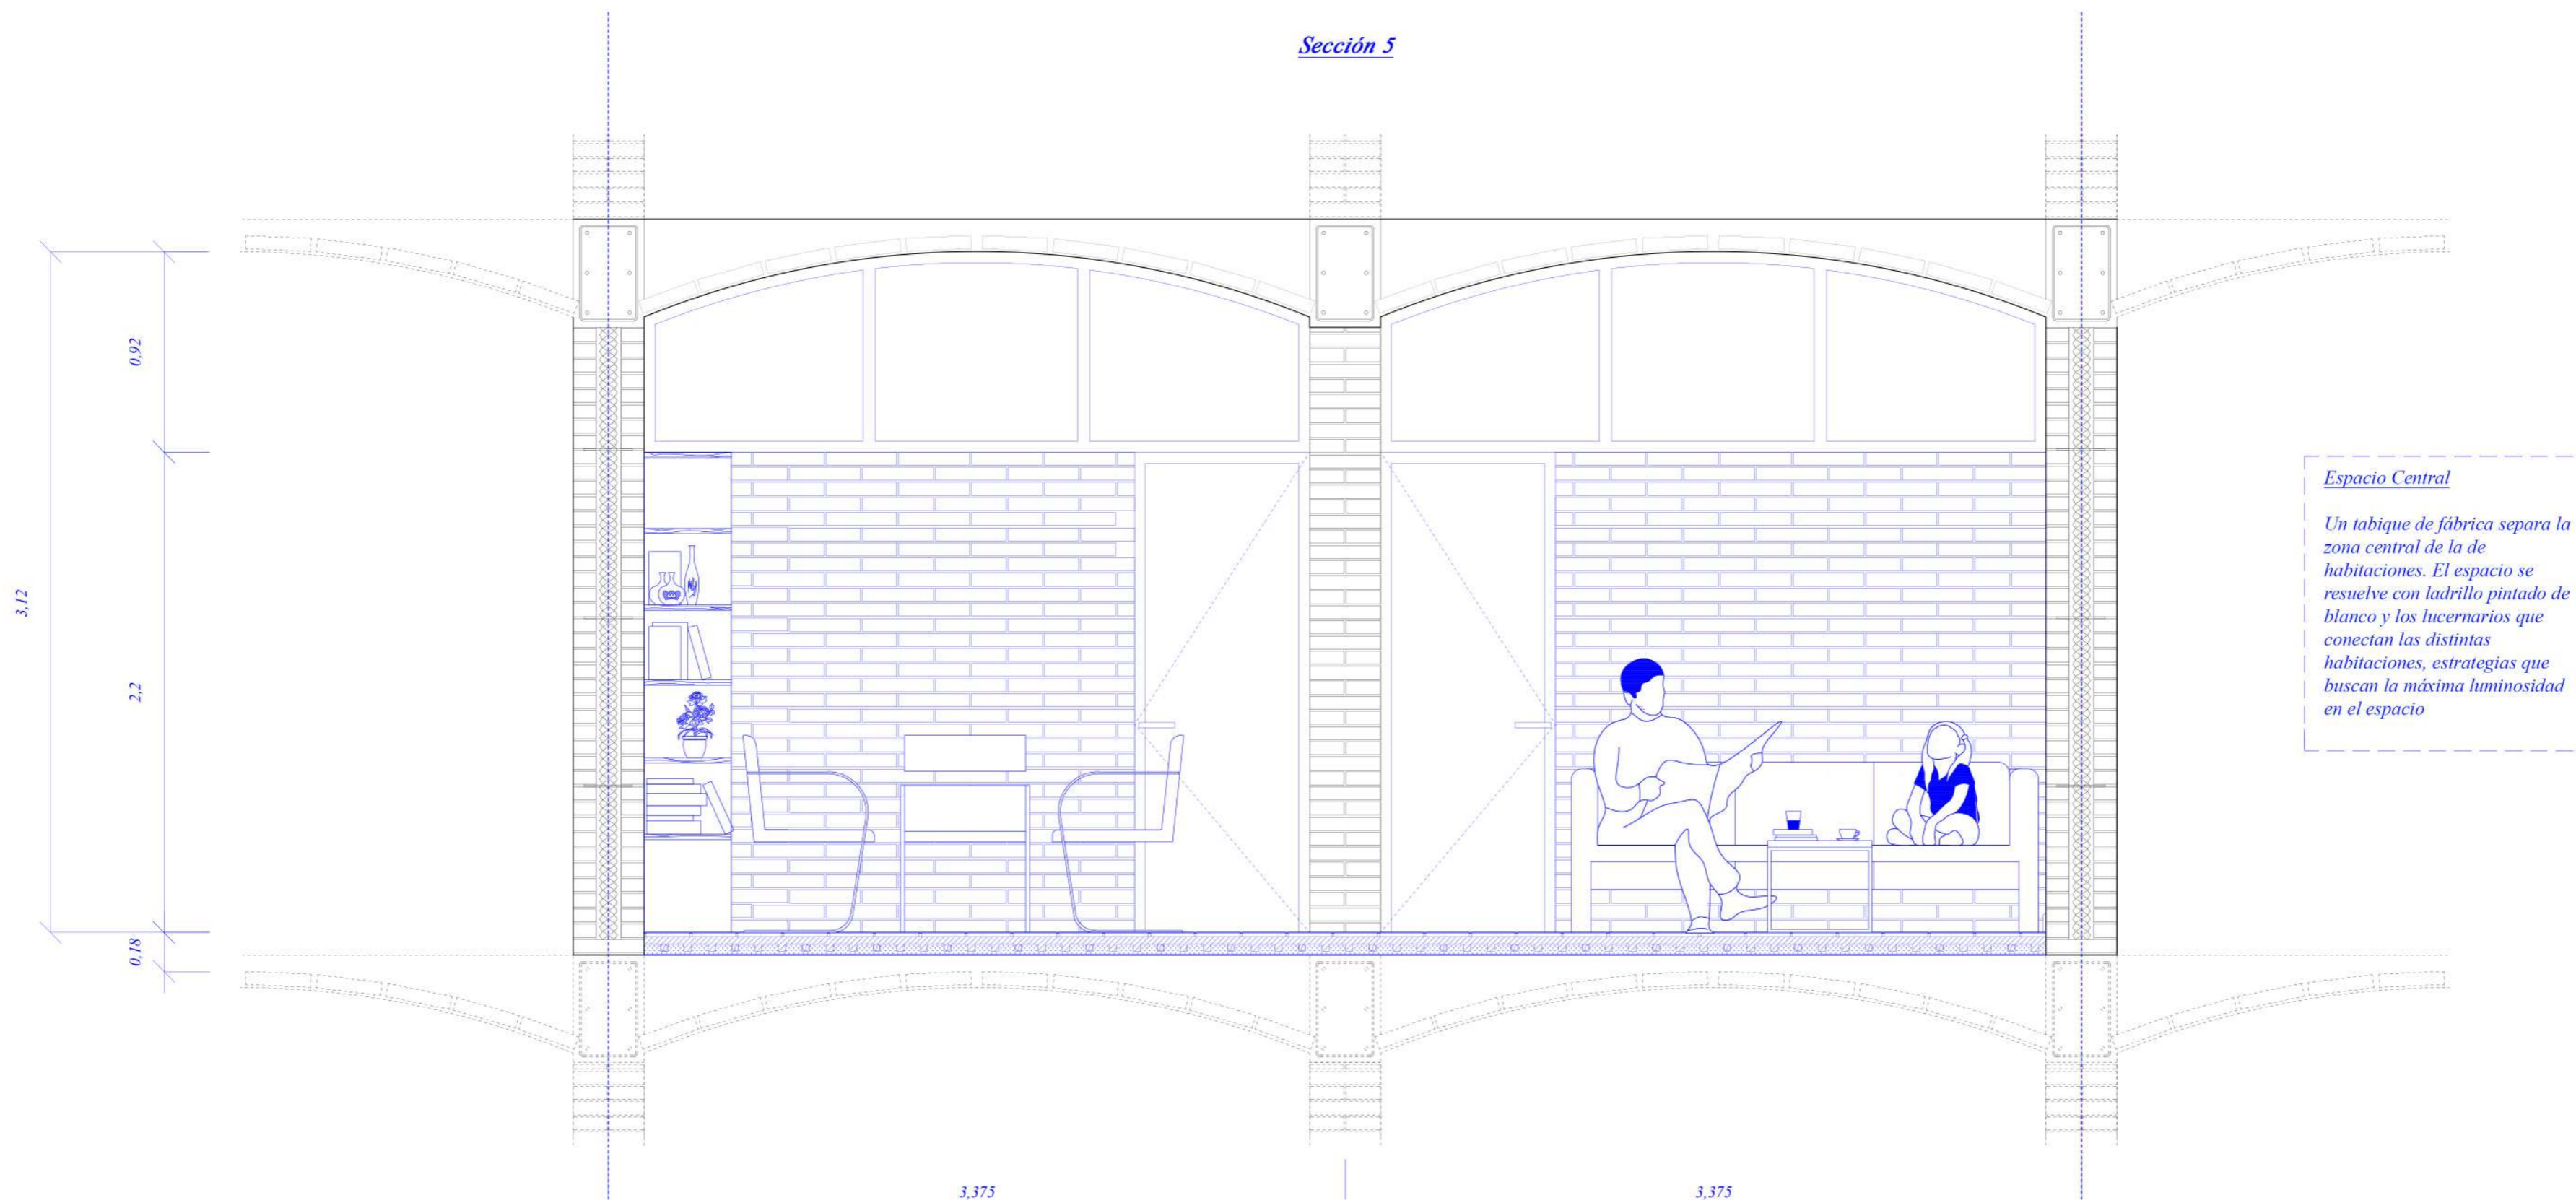 Sección 5
0,92
3,12
2,2
0,18
Espacio Central
Un tabique de fábrica separa la
zona central de la de
habitaciones. El espacio se
resuelve con ladrillo pintado de
blanco y los lucernarios que
conectan las distintas
habitaciones, estrategias que
buscan la máxima luminosidad
en el espacio
3,375
3,375